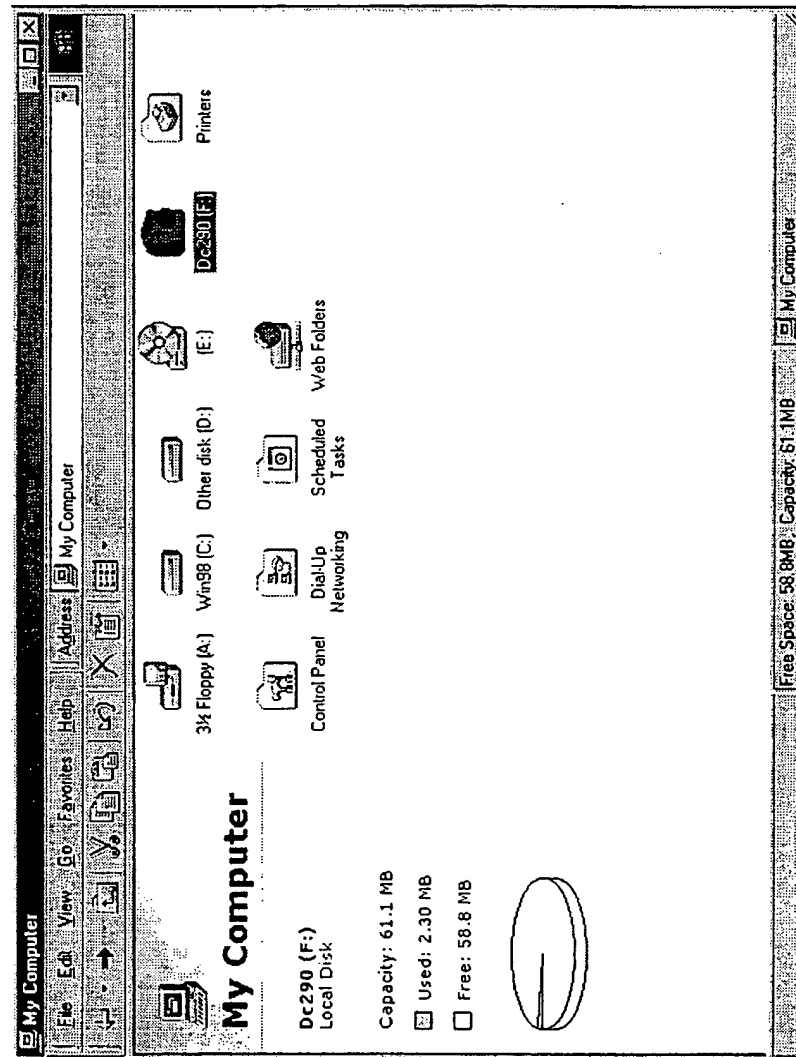 My Computer
File Edit View Go Favorites Help
Address My Computer
My Computer
Dc290 (F:)
Local Disk
Capacity: 61.1 MB
Used: 2.30 MB
Free: 58.8 MB
3½ Floppy (A:) Win98 (C:) Other disk (D:) (E:) Dc290 (F:) Printers
Control Panel Dial-Up Networking Scheduled Tasks Web Folders
Free Space: 58.8MB, Capacity: 61.1MB My Computer